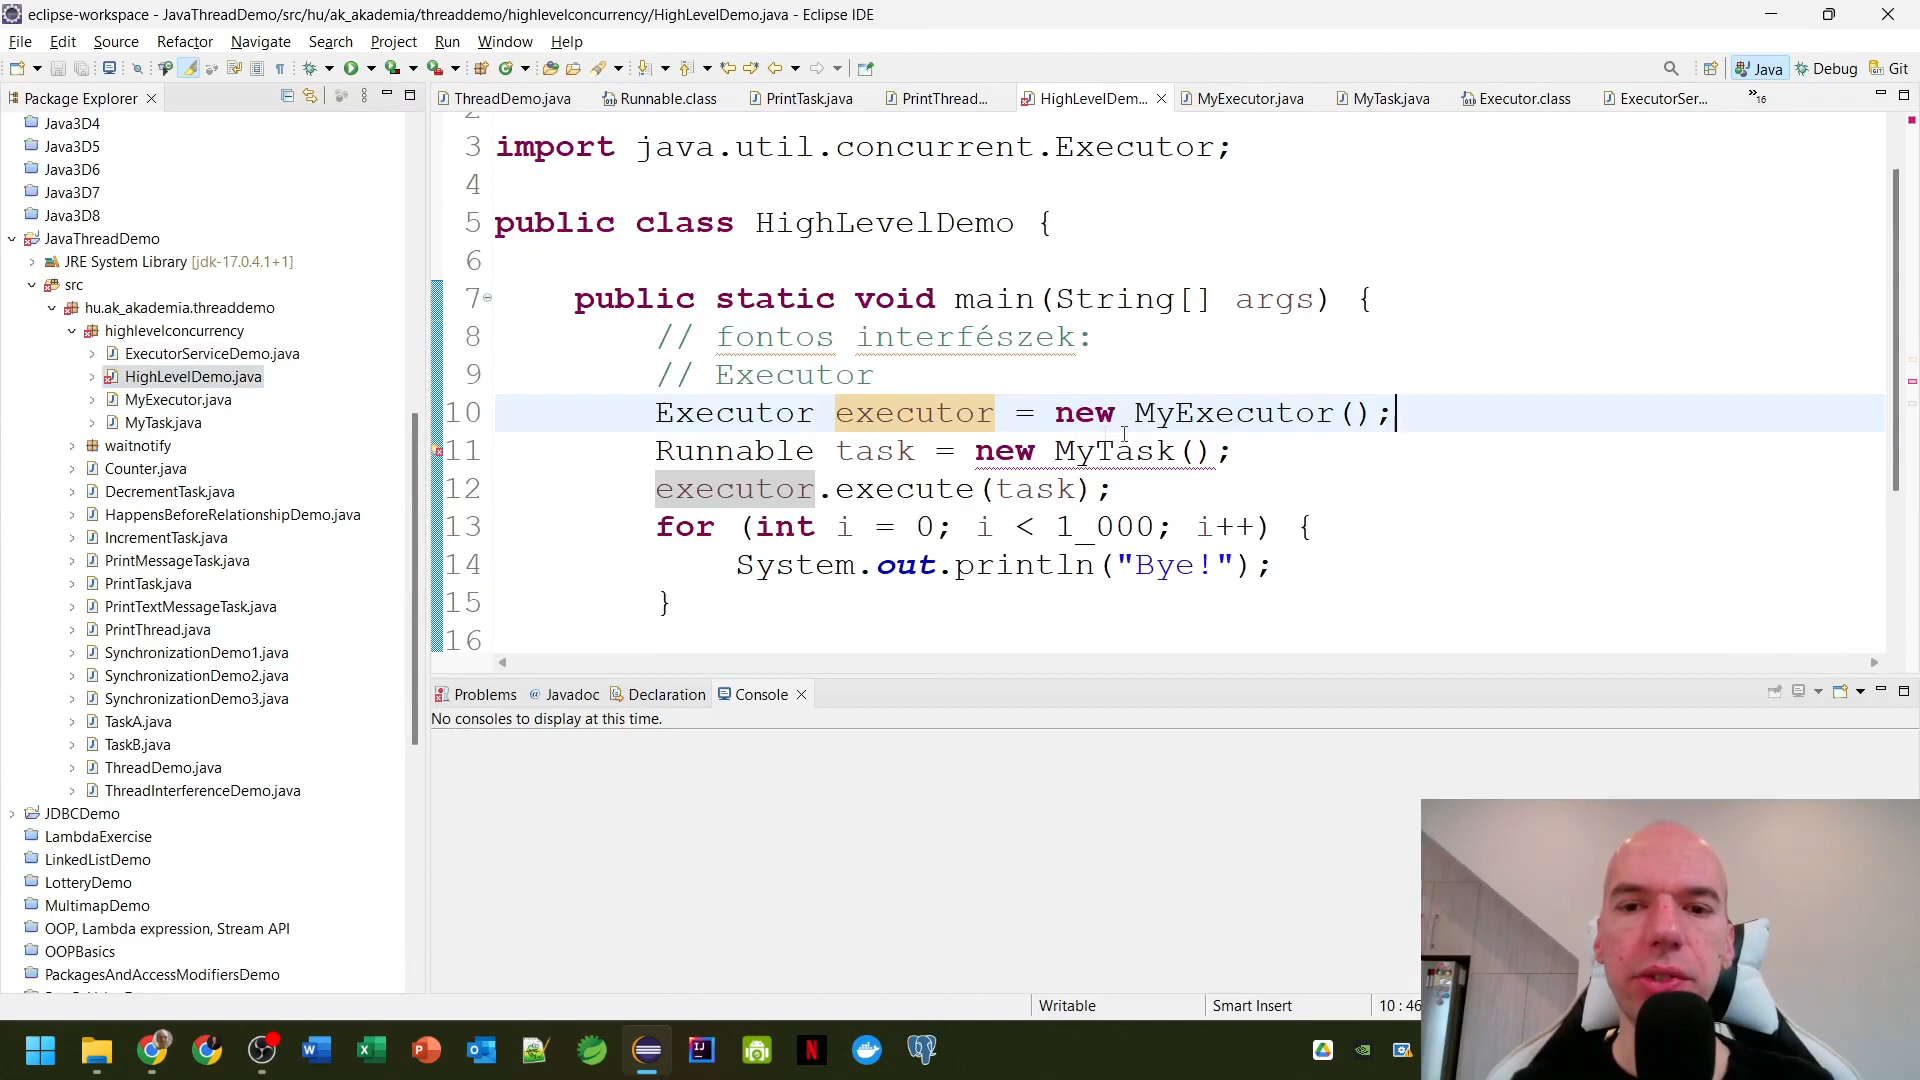 eclipse-workspace - JavaThreadDemo/src/hu/ak_akademia/threaddemo/highlevelconcurrency/HighLevelDemo.java - Eclipse IDE
File Edit Source Refactor Navigate Search Project Run Window Help
Java Debug Git
Package Explorer
ThreadDemo.java Runnable.class PrintTask.java PrintThread... HighLevelDem... MyExecutor.java MyTask.java Executor.class ExecutorSer... »16
Java3D4
Java3D5
Java3D6
Java3D7
Java3D8
JavaThreadDemo
JRE System Library [jdk-17.0.4.1+1]
src
hu.ak_akademia.threaddemo
highlevelconcurrency
ExecutorServiceDemo.java
HighLevelDemo.java
MyExecutor.java
MyTask.java
waitnotify
Counter.java
DecrementTask.java
HappensBeforeRelationshipDemo.java
IncrementTask.java
PrintMessageTask.java
PrintTask.java
PrintTextMessageTask.java
PrintThread.java
SynchronizationDemo1.java
SynchronizationDemo2.java
SynchronizationDemo3.java
TaskA.java
TaskB.java
ThreadDemo.java
ThreadInterferenceDemo.java
JDBCDemo
LambdaExercise
LinkedListDemo
LotteryDemo
MultimapDemo
OOP, Lambda expression, Stream API
OOPBasics
PackagesAndAccessModifiersDemo
3 import java.util.concurrent.Executor;
4
5 public class HighLevelDemo {
6
7 public static void main(String[] args) {
8 // fontos interfészek:
9 // Executor
10 Executor executor = new MyExecutor();
11 Runnable task = new MyTask();
12 executor.execute(task);
13 for (int i = 0; i < 1_000; i++) {
14 System.out.println("Bye!");
15 }
16
Problems Javadoc Declaration Console
No consoles to display at this time.
Writable Smart Insert 10 : 46